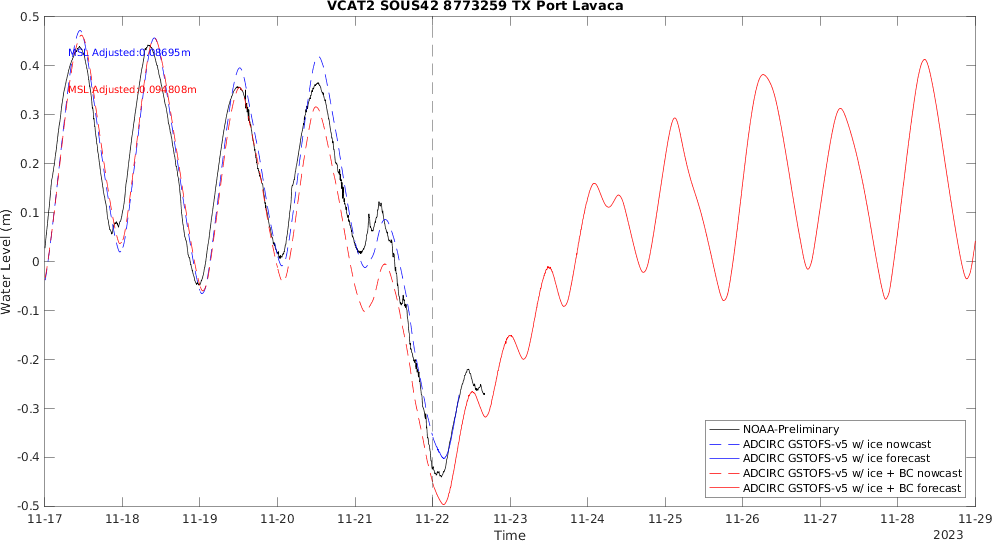 VCAT2 SOUS42 8773259 TX Port Lavaca
MSL Adjusted:0.08695m
MSL Adjusted:0.094808m
Water Level (m)
0.5
0.4
0.3
0.2
0.1
0
-0.1
-0.2
-0.3
-0.4
-0.5
NOAA-Preliminary
ADCIRC GSTOFS-v5 w/ ice nowcast
ADCIRC GSTOFS-v5 w/ ice forecast
ADCIRC GSTOFS-v5 w/ ice + BC nowcast
ADCIRC GSTOFS-v5 w/ ice + BC forecast
11-17 11-18 11-19 11-20 11-21 11-22 11-23 11-24 11-25 11-26 11-27 11-28 11-29
Time
2023